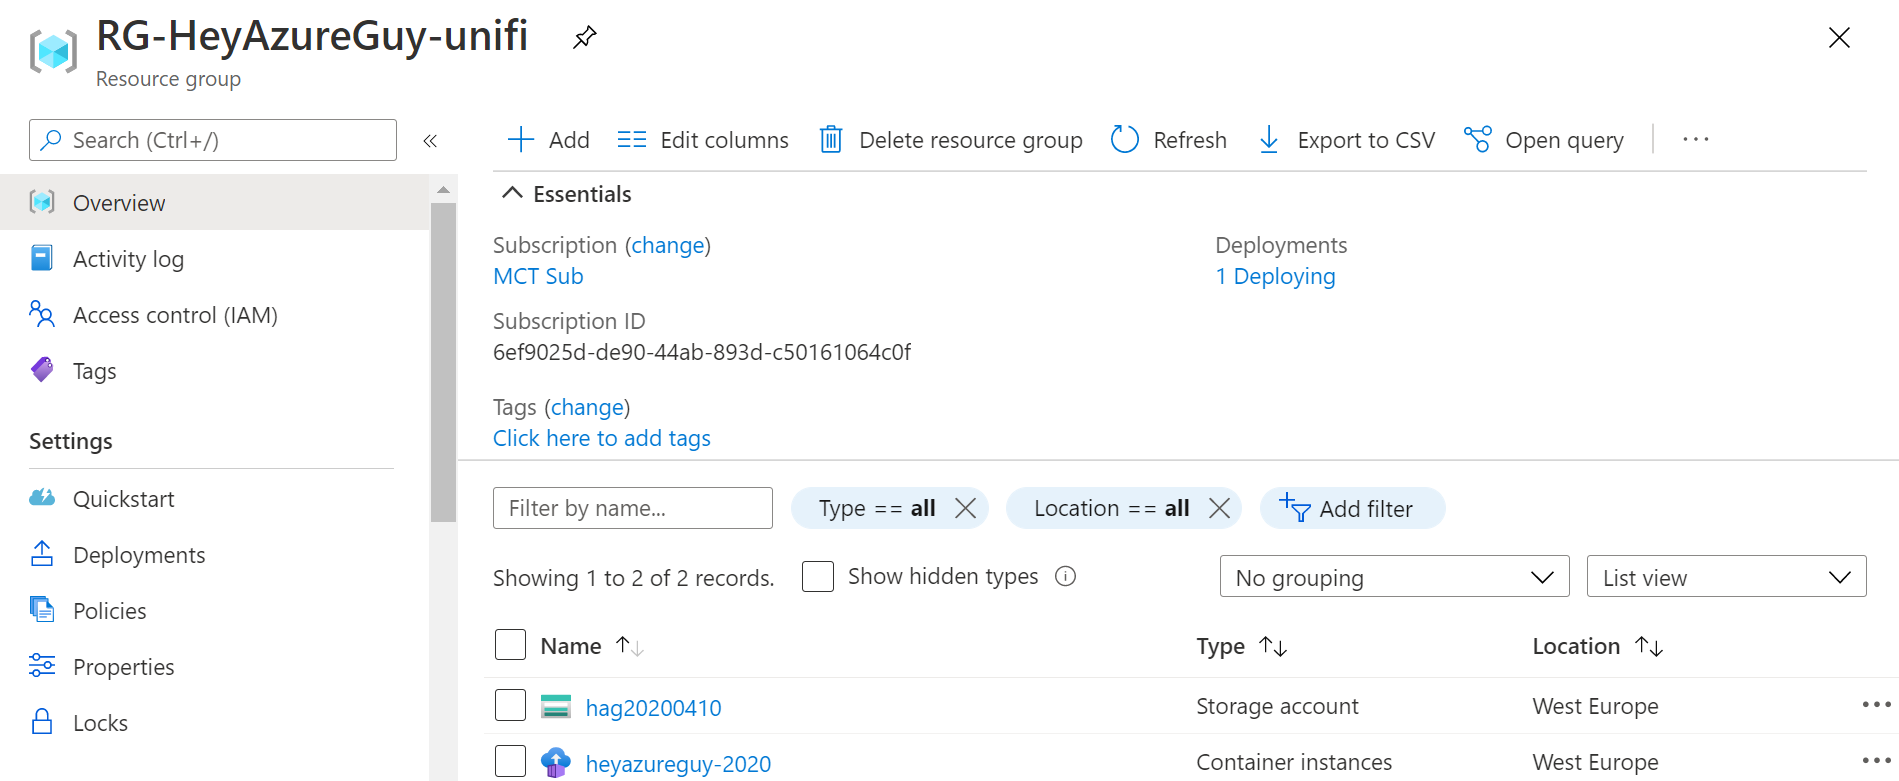 RG-HeyAzureGuy-unifi
Resource group
Search (Ctrl+/)
«
Add
Edit columns
Delete resource group
Refresh
Export to CSV
Open query
...
Overview
Activity log
Access control (IAM)
Tags
Settings
Quickstart
Deployments
Policies
Properties
Locks
Essentials
Subscription (change)
MCT Sub
Deployments
1 Deploying
Subscription ID
6ef9025d-de90-44ab-893d-c50161064c0f
Tags (change)
Click here to add tags
Filter by name...
Type == all
Location == all
Add filter
Showing 1 to 2 of 2 records.
Show hidden types
No grouping
List view
Name Type Location
hag20200410 Storage account West Europe ...
heyazureguy-2020 Container instances West Europe ...